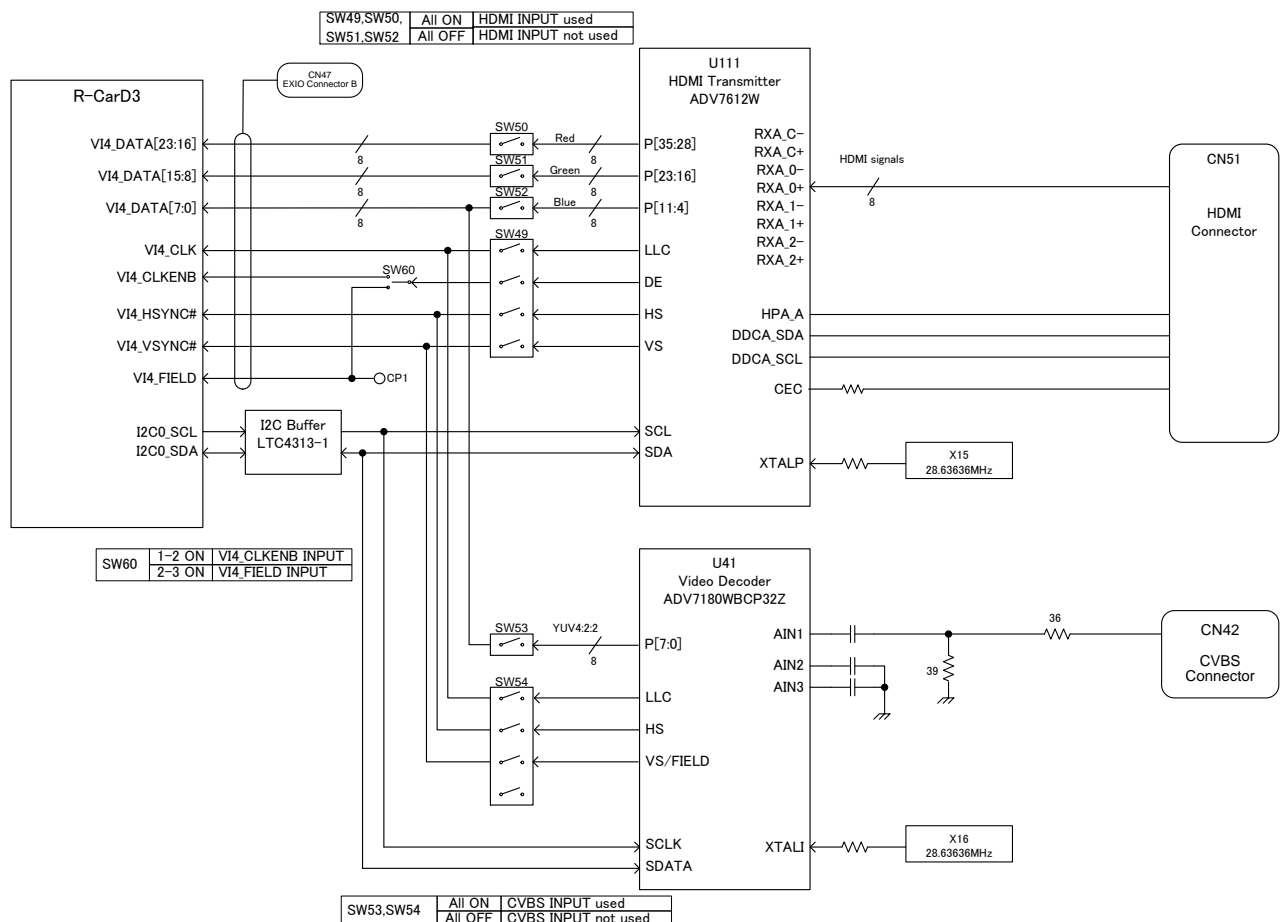 SW49,SW50, All ON HDMI INPUT used
SW51,SW52 All OFF HDMI INPUT not used
CN47
EXIO Connector B
R-CarD3
VI4_DATA[23:16]
VI4_DATA[15:8]
VI4_DATA[7:0]
VI4_CLK
VI4_CLKENB
VI4_HSYNC#
VI4_VSYNC#
VI4_FIELD
I2C0_SCL
I2C0_SDA
8
8
8
SW60
CP1
I2C Buffer
LTC4313-1
SW50
Red
8
SW51
Green
8
SW52
Blue
8
SW49
U111
HDMI Transmitter
ADV7612W
P[35:28]
P[23:16]
P[11:4]
LLC
DE
HS
VS
SCL
SDA
RXA_C-
RXA_C+
RXA_0-
RXA_0+
RXA_1-
RXA_1+
RXA_2-
RXA_2+
HPA_A
DDCA_SDA
DDCA_SCL
CEC
XTALP
HDMI signals
8
CN51
HDMI
Connector
X15
28.63636MHz
SW60 1-2 ON VI4_CLKENB INPUT
2-3 ON VI4_FIELD INPUT
U41
Video Decoder
ADV7180WBCP32Z
SW53
YUV4:2:2
8
P[7:0]
SW54
LLC
HS
VS/FIELD
SCLK
SDATA
AIN1
AIN2
AIN3
XTALI
36
39
CN42
CVBS
Connector
X16
28.63636MHz
SW53,SW54 All ON CVBS INPUT used
All OFF CVBS INPUT not used